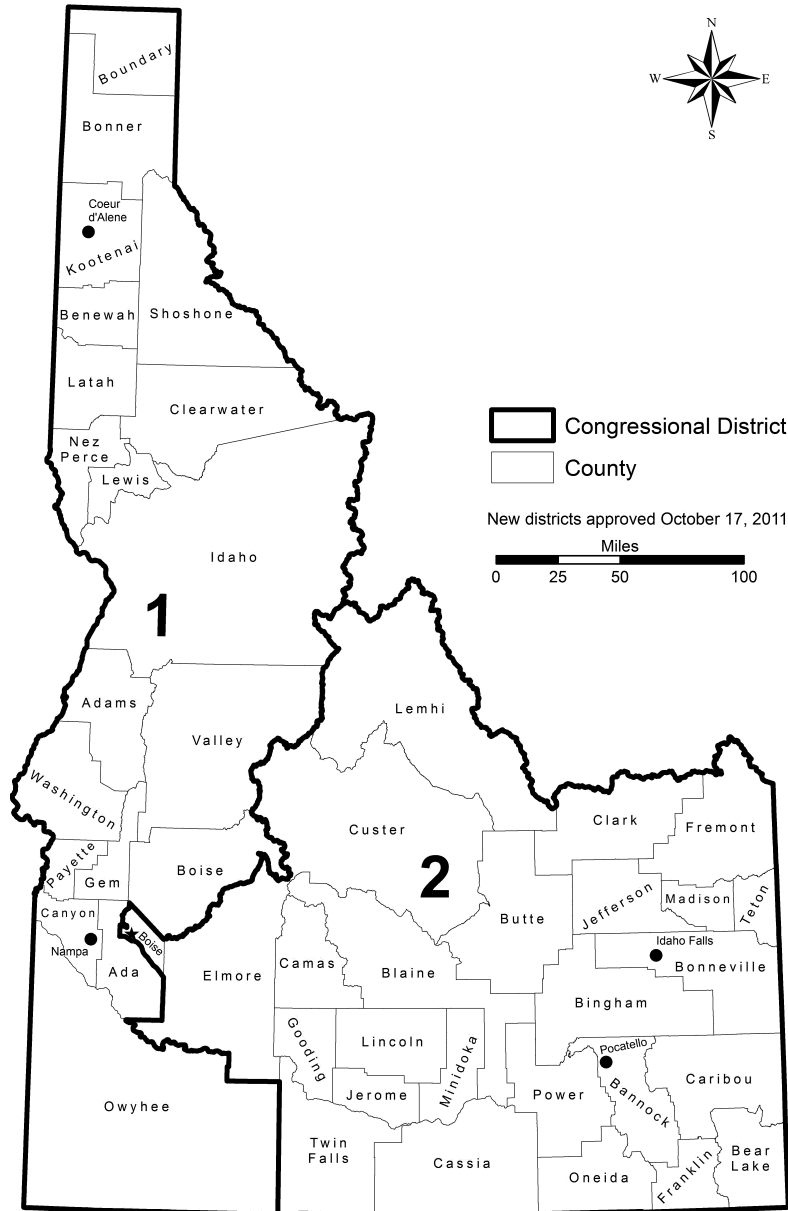 N
W
E
S
Boundary
Bonner
Coeur
d'Alene
Kootenai
Benewah
Shoshone
Latah
Clearwater
Nez
Perce
Lewis
Congressional District
County
New districts approved October 17, 2011
Miles
0 25 50 100
Idaho
1
Adams
Valley
Lemhi
Washington
Custer
2
Clark
Fremont
Payette
Gem
Boise
Butte
Jefferson
Madison
Teton
Canyon
Nampa
Boise
Ada
Elmore
Camas
Blaine
Idaho Falls
Bonneville
Bingham
Gooding
Lincoln
Minidoka
Jerome
Pocatello
Power
Bannock
Caribou
Owyhee
Twin
Falls
Cassia
Oneida
Franklin
Bear
Lake